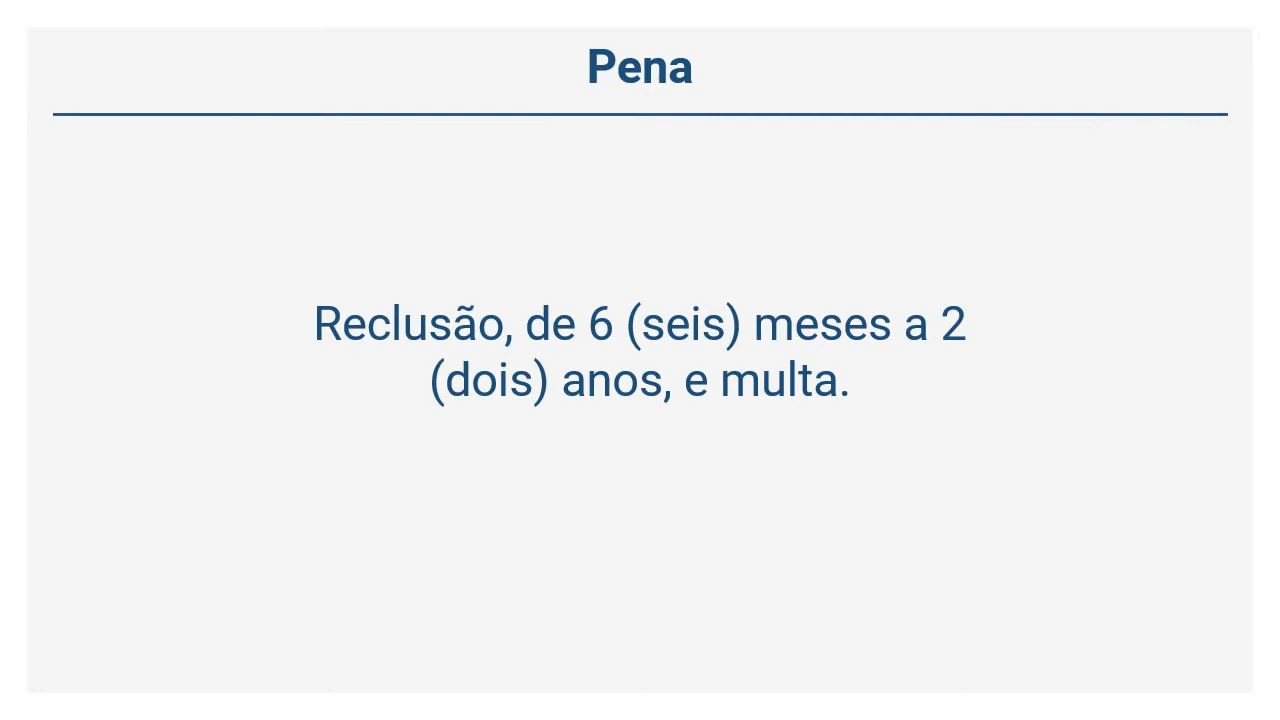 Pena
Reclusão, de 6 (seis) meses a 2
(dois) anos, e multa.